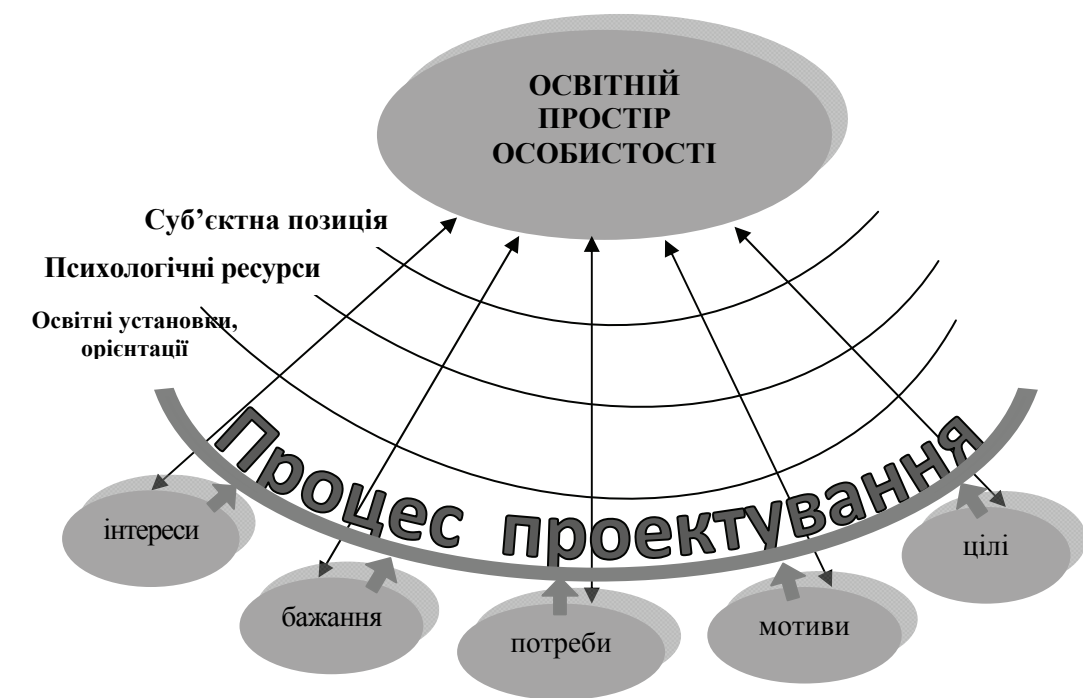 ОСВІТНІЙ
ПРОСТІР
ОСОБИСТОСТІ
Суб’єктна позиція
Психологічні ресурси
Освітні установки,
орієнтації
Процес проектування
інтереси
бажання
потреби
мотиви
цілі